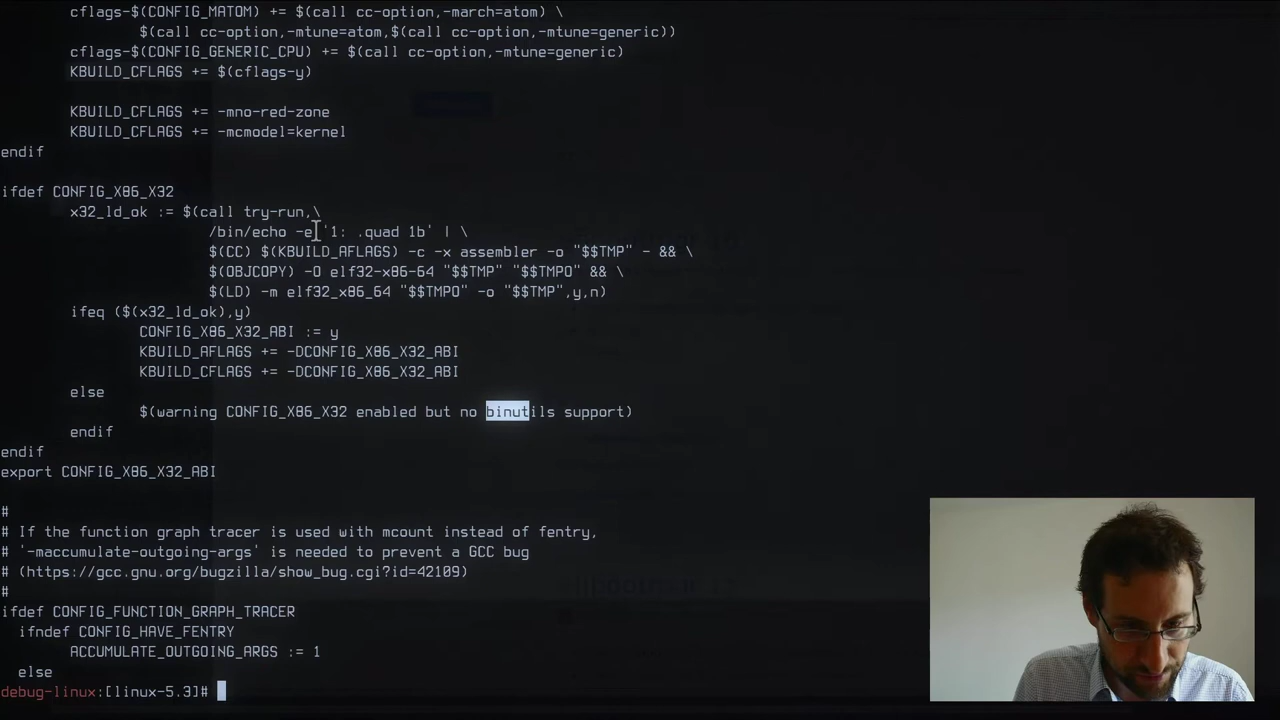 cflags-$(CONFIG_MATOM) += $(call cc-option,-march=atom) \
$(call cc-option,-mtune=atom,$(call cc-option,-mtune=generic))
cflags-$(CONFIG_GENERIC_CPU) += $(call cc-option,-mtune=generic)
KBUILD_CFLAGS += $(cflags-y)
KBUILD_CFLAGS += -mno-red-zone
KBUILD_CFLAGS += -mcmodel=kernel
endif
ifdef CONFIG_X86_X32
x32_ld_ok := $(call try-run,\
/bin/echo -e '1: .quad 1b' | \
$(CC) $(KBUILD_AFLAGS) -c -x assembler -o "$$TMP" - && \
$(OBJCOPY) -O elf32-x86-64 "$$TMP" "$$TMPO" && \
$(LD) -m elf32_x86_64 "$$TMPO" -o "$$TMP",y,n)
ifeq ($(x32_ld_ok),y)
CONFIG_X86_X32_ABI := y
KBUILD_AFLAGS += -DCONFIG_X86_X32_ABI
KBUILD_CFLAGS += -DCONFIG_X86_X32_ABI
else
$(warning CONFIG_X86_X32 enabled but no binutils support)
endif
endif
export CONFIG_X86_X32_ABI
#
# If the function graph tracer is used with mcount instead of fentry,
# '-maccumulate-outgoing-args' is needed to prevent a GCC bug
# (https://gcc.gnu.org/bugzilla/show_bug.cgi?id=42109)
#
ifdef CONFIG_FUNCTION_GRAPH_TRACER
ifndef CONFIG_HAVE_FENTRY
ACCUMULATE_OUTGOING_ARGS := 1
else
debug-linux:[linux-5.3]#